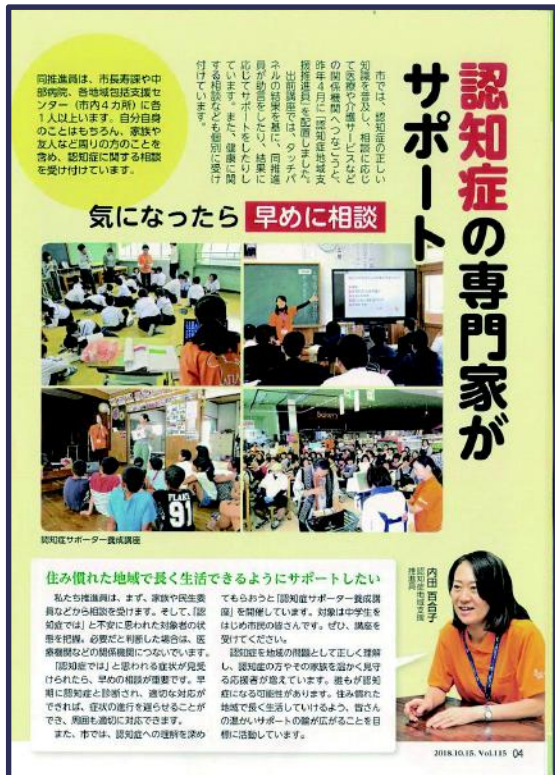 認知症の専門家が
サポート
市では、認知症の正しい
知識を普及し、相談に応じ
て医療や介護サービスなど
の関係機関へつなごうと、
昨年4月に「認知症地域支
援推進員」を配置しました。
出前講座では、タッチパ
ネルの結果を基に、同推進
員が助言をしたり、結果に
応じてサポートをしたりし
ています。また、健康に関
する相談なども個別に受け
付けています。
同推進員は、市長寿課や中
部病院、各地域包括支援セ
ンター（市内4カ所）に各
1人以上います。自分自身
のことはもちろん、家族や
友人など周りの方のことを
含め、認知症に関する相談
を受け付けています。
気になったら 早めに相談
bakery
FLAKE
91
認知症サポーター養成講座
住み慣れた地域で長く生活できるようにサポートしたい
私たち推進員は、まず、家族や民生委
員などから相談を受けます。そして、「認
知症では」と不安に思われた対象者の状
態を把握。必要だと判断した場合は、医
療機関などの関係機関につないでいます。
「認知症では」と思われる症状が見受
けられたら、早めの相談が重要です。早
期に認知症と診断され、適切な対応が
できれば、症状の進行を遅らせることが
でき、周囲も適切に対応できます。
また、市では、認知症への理解を深め
てもらおうと「認知症サポーター養成講
座」を開催しています。対象は中学生を
はじめ市民の皆さんです。ぜひ、講座を
受けてください。
認知症を地域の問題として正しく理解
し、認知症の方やその家族を温かく見守
る応援者が増えています。誰もが認知
症になる可能性があります。住み慣れた
地域で長く生活していけるよう、皆さん
の温かいサポートの輪が広がることを目
標に活動しています。
認知症地域支援
推進員
内田 百合子
2018.10.15. Vol.115 04